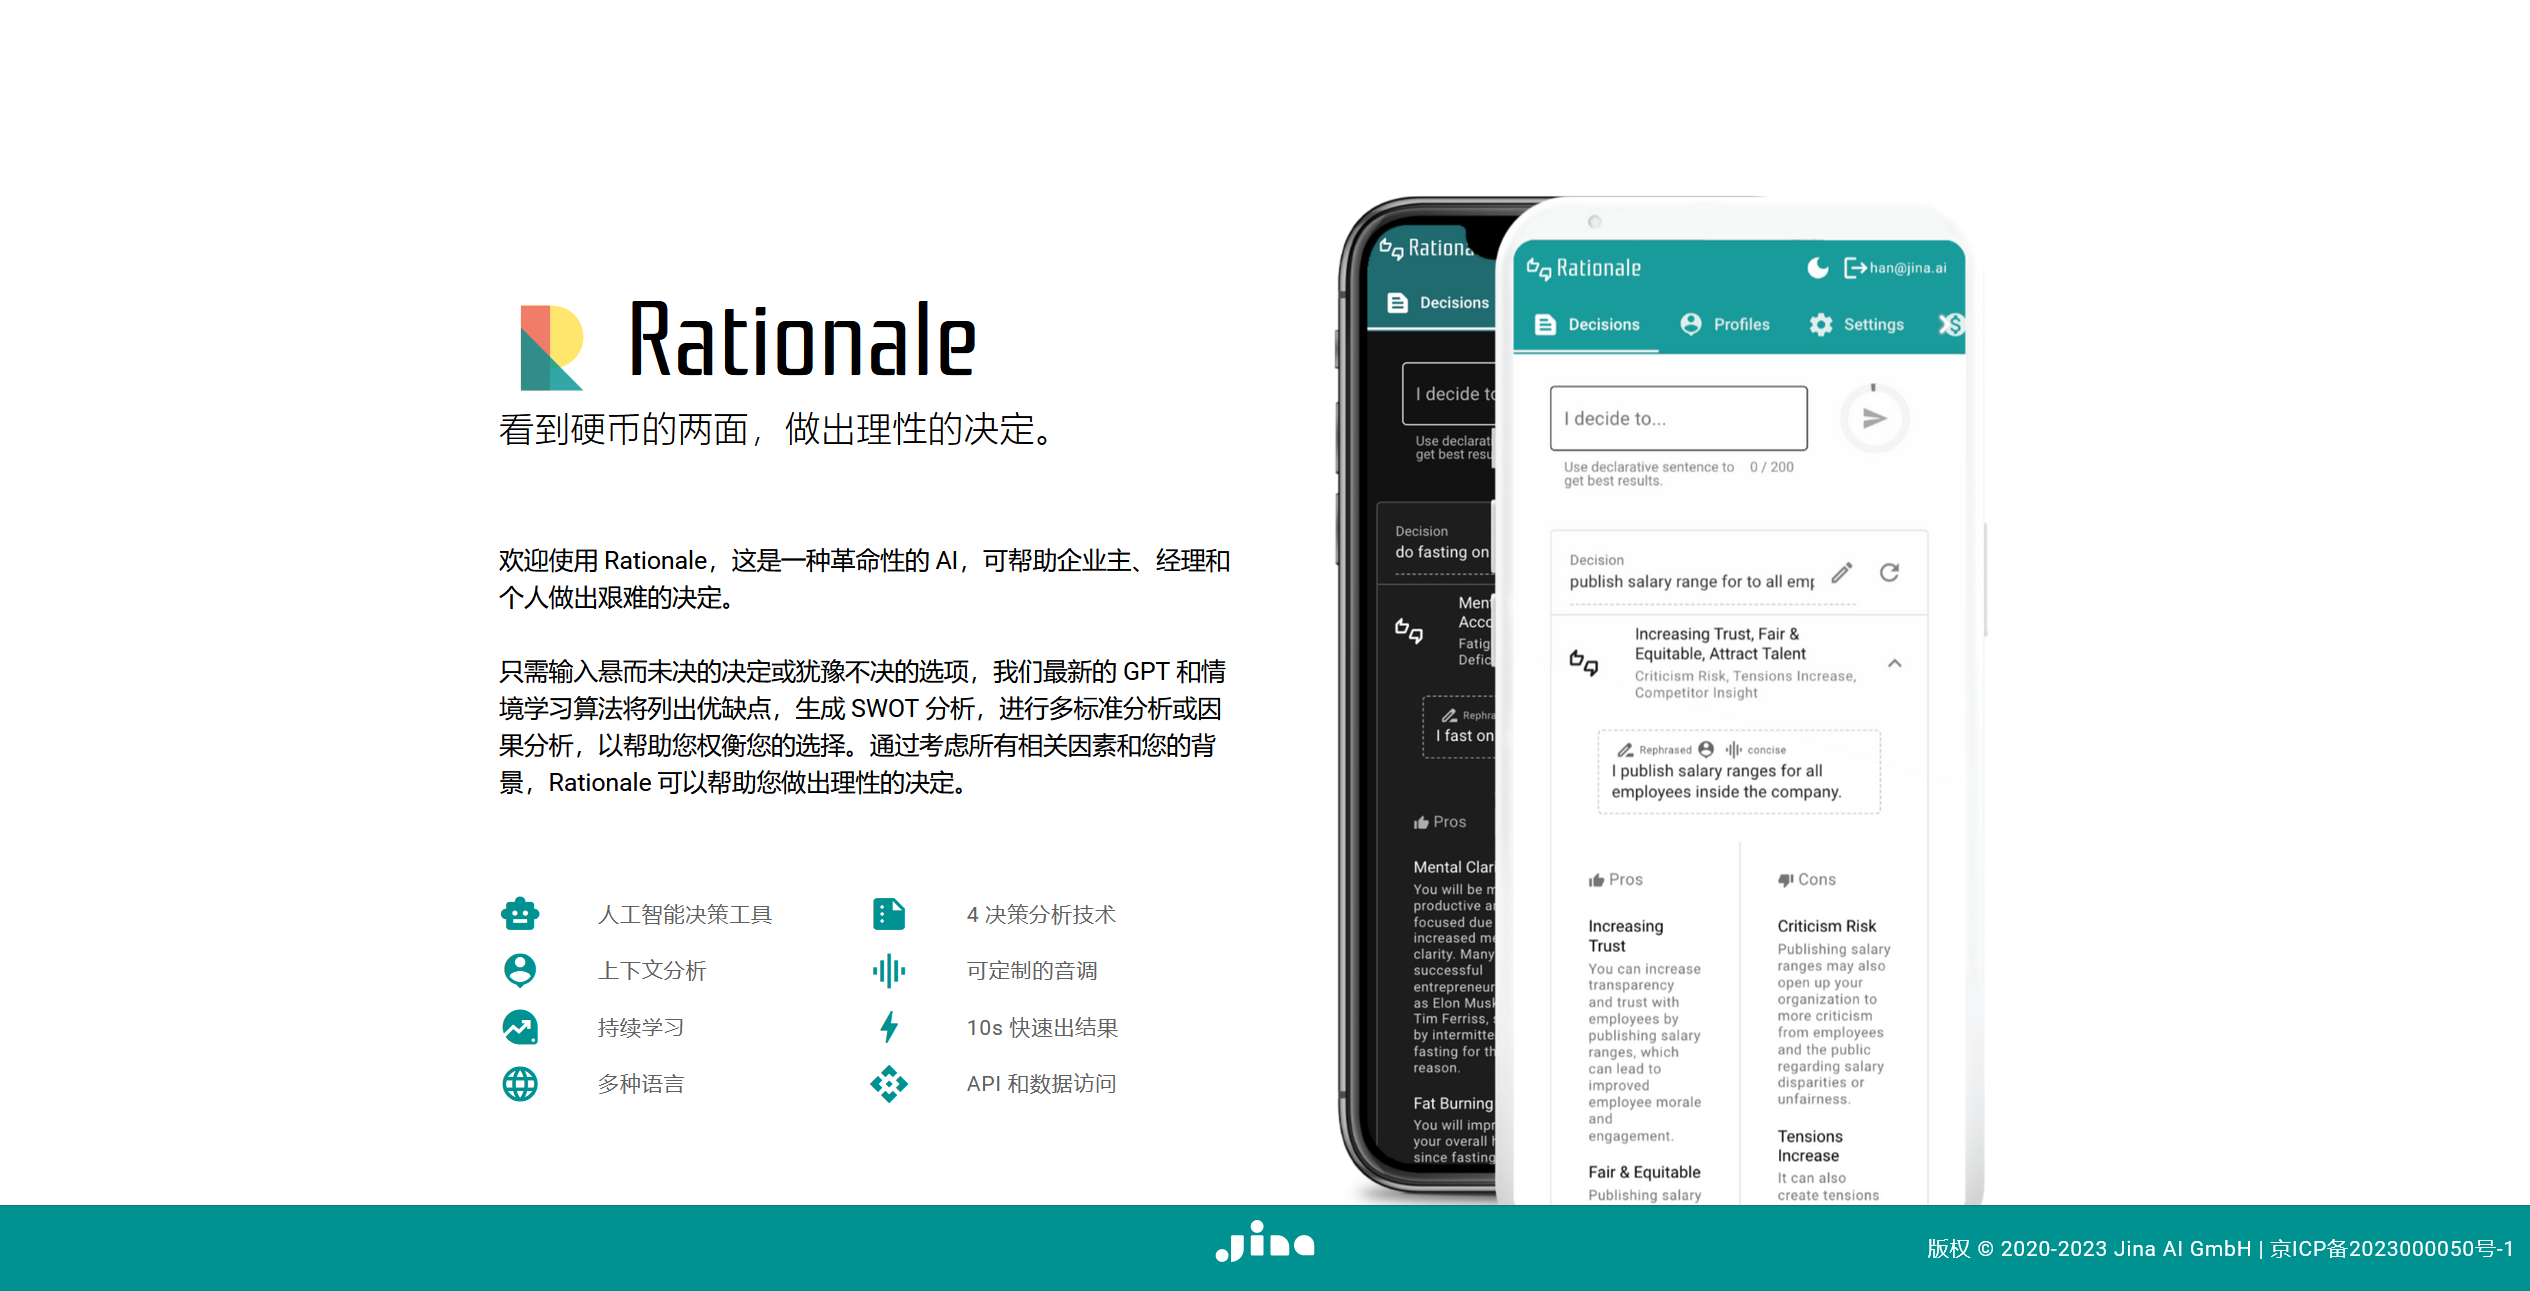 Rationale
看到硬币的两面，做出理性的决定。
欢迎使用 Rationale，这是一种革命性的 AI，可帮助企业主、经理和
个人做出艰难的决定。
只需输入悬而未决的决定或犹豫不决的选项，我们最新的 GPT 和情
境学习算法将列出优缺点，生成 SWOT 分析，进行多标准分析或因
果分析，以帮助您权衡您的选择。通过考虑所有相关因素和您的背
景，Rationale 可以帮助您做出理性的决定。
人工智能决策工具
4 决策分析技术
上下文分析
可定制的音调
持续学习
10s 快速出结果
多种语言
API 和数据访问
Decisions
I decide
Use
get best
Decision
do fasting on
I fast on
Pros
Mental
You will be
productive
focused due
increased
clarity. Many
successful
as Elon
Tim Ferriss,
by
fasting for
reason.
Fat Burning
You will
your overall
since fasting
Rationale
han@jina.ai
Decisions
Profiles
Settings
I decide to...
Use declarative sentence to
get best results.
0 / 200
Decision
publish salary range for to all
Increasing Trust, Fair &
Equitable, Attract Talent
Criticism Risk, Tensions Increase,
Competitor Insight
Rephrased concise
I publish salary ranges for all
employees inside the company.
Pros
Increasing
Trust
You can increase
transparency
and trust with
employees by
publishing salary
ranges, which
can lead to
improved
employee morale
and
engagement.
Fair & Equitable
Publishing salary
Cons
Criticism Risk
Publishing salary
ranges may also
open up your
organization to
more criticism
from employees
and the public
regarding salary
disparities or
unfairness.
Tensions
Increase
It can also
create tensions
jina
版权 © 2020-2023 Jina AI GmbH | 京ICP备2023000050号-1